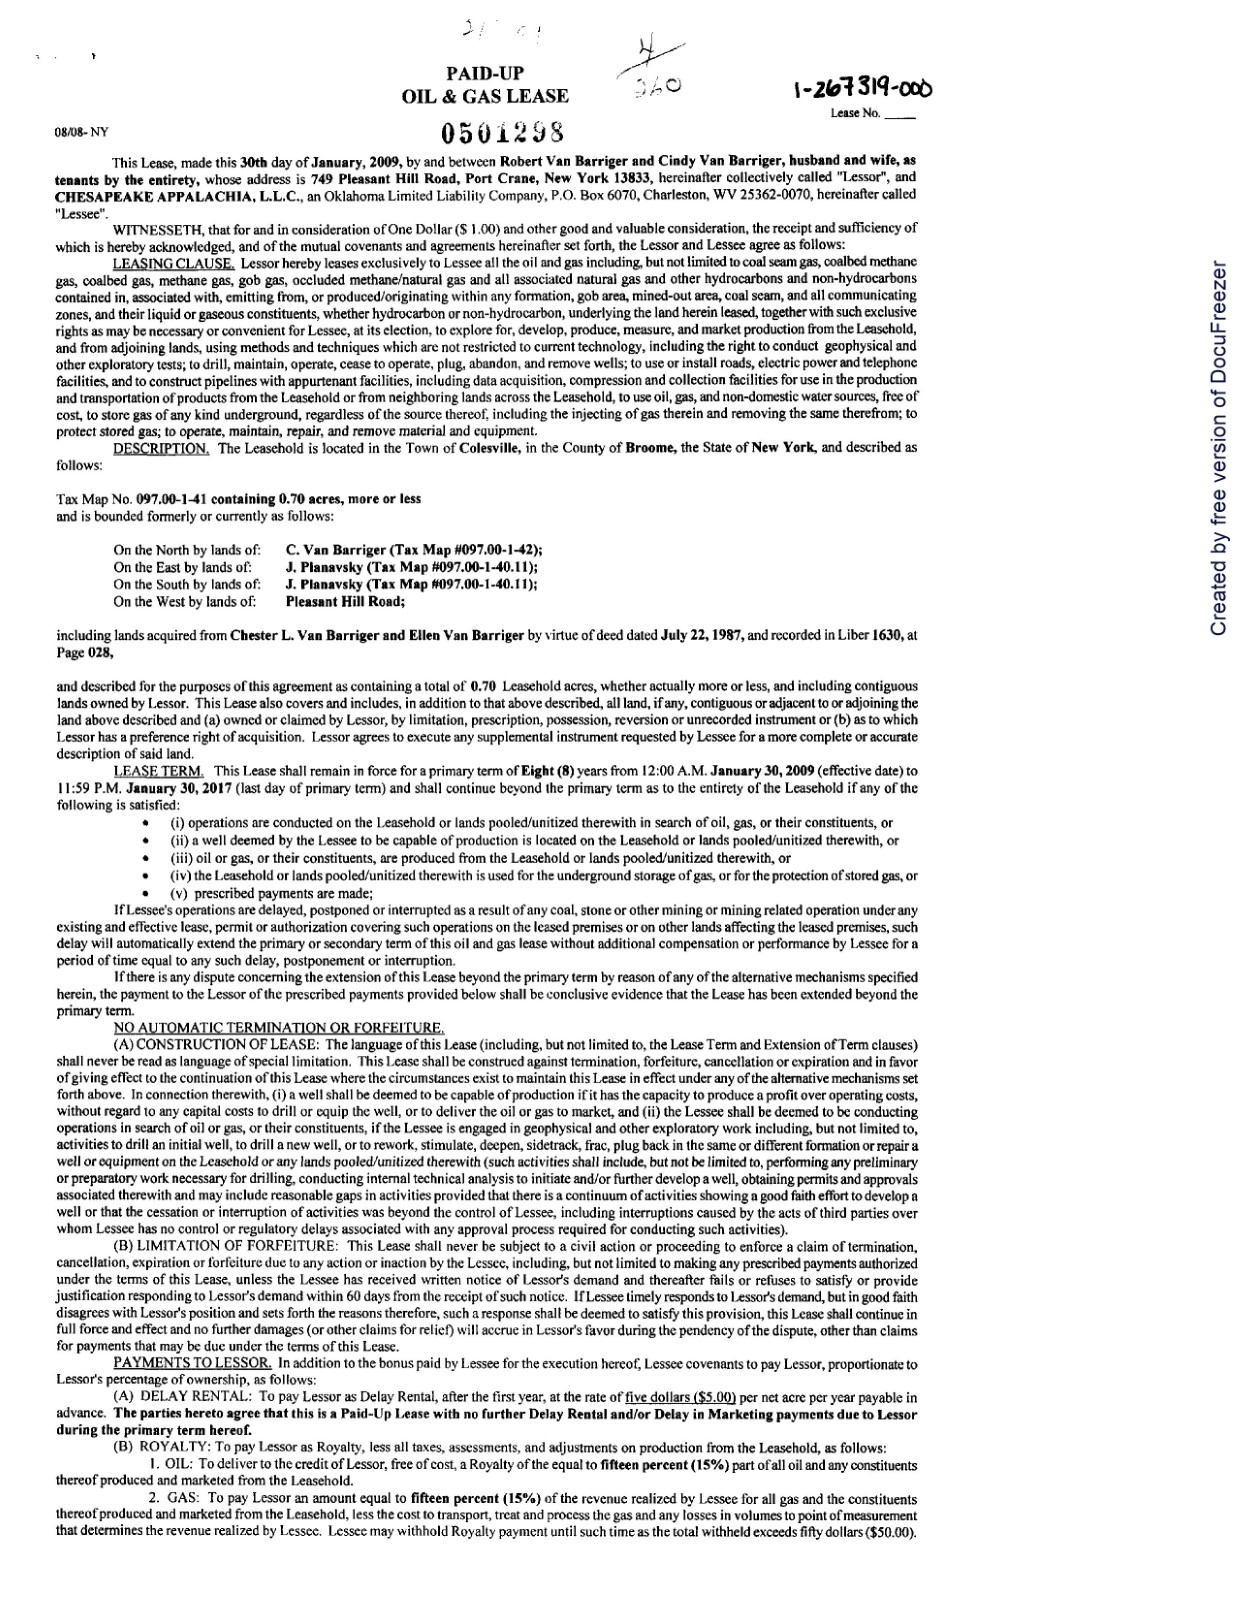 4
PAID-UP
260
OIL & GAS LEASE
1-267319-000
Lease No. ____
08/08- NY
0501298
This Lease, made this 30th day of January, 2009, by and between Robert Van Barriger and Cindy Van Barriger, husband and wife, as
tenants by the entirety, whose address is 749 Pleasant Hill Road, Port Crane, New York 13833, hereinafter collectively called "Lessor", and
CHESAPEAKE APPALACHIA, L.L.C., an Oklahoma Limited Liability Company, P.O. Box 6070, Charleston, WV 25362-0070, hereinafter called
"Lessee".
WITNESSETH, that for and in consideration of One Dollar ($ 1.00) and other good and valuable consideration, the receipt and sufficiency of
which is hereby acknowledged, and of the mutual covenants and agreements hereinafter set forth, the Lessor and Lessee agree as follows:
LEASING CLAUSE. Lessor hereby leases exclusively to Lessee all the oil and gas including, but not limited to coal seam gas, coalbed methane
gas, coalbed gas, methane gas, gob gas, occluded methane/natural gas and all associated natural gas and other hydrocarbons and non-hydrocarbons
contained in, associated with, emitting from, or produced/originating within any formation, gob area, mined-out area, coal seam, and all communicating
zones, and their liquid or gaseous constituents, whether hydrocarbon or non-hydrocarbon, underlying the land herein leased, together with such exclusive
rights as may be necessary or convenient for Lessee, at its election, to explore for, develop, produce, measure, and market production from the Leasehold,
and from adjoining lands, using methods and techniques which are not restricted to current technology, including the right to conduct geophysical and
other exploratory tests; to drill, maintain, operate, cease to operate, plug, abandon, and remove wells; to use or install roads, electric power and telephone
facilities, and to construct pipelines with appurtenant facilities, including data acquisition, compression and collection facilities for use in the production
and transportation of products from the Leasehold or from neighboring lands across the Leasehold, to use oil, gas, and non-domestic water sources, free of
cost, to store gas of any kind underground, regardless of the source thereof, including the injecting of gas therein and removing the same therefrom; to
protect stored gas; to operate, maintain, repair, and remove material and equipment.
DESCRIPTION. The Leasehold is located in the Town of Colesville, in the County of Broome, the State of New York, and described as
follows:
Tax Map No. 097.00-1-41 containing 0.70 acres, more or less
and is bounded formerly or currently as follows:
On the North by lands of: C. Van Barriger (Tax Map #097.00-1-42);
On the East by lands of: J. Planavsky (Tax Map #097.00-1-40.11);
On the South by lands of: J. Planavsky (Tax Map #097.00-1-40.11);
On the West by lands of: Pleasant Hill Road;
including lands acquired from Chester L. Van Barriger and Ellen Van Barriger by virtue of deed dated July 22, 1987, and recorded in Liber 1630, at
Page 028,
and described for the purposes of this agreement as containing a total of 0.70 Leasehold acres, whether actually more or less, and including contiguous
lands owned by Lessor. This Lease also covers and includes, in addition to that above described, all land, if any, contiguous or adjacent to or adjoining the
land above described and (a) owned or claimed by Lessor, by limitation, prescription, possession, reversion or unrecorded instrument or (b) as to which
Lessor has a preference right of acquisition. Lessor agrees to execute any supplemental instrument requested by Lessee for a more complete or accurate
description of said land.
LEASE TERM. This Lease shall remain in force for a primary term of Eight (8) years from 12:00 A.M. January 30, 2009 (effective date) to
11:59 P.M. January 30, 2017 (last day of primary term) and shall continue beyond the primary term as to the entirety of the Leasehold if any of the
following is satisfied:
• (i) operations are conducted on the Leasehold or lands pooled/unitized therewith in search of oil, gas, or their constituents, or
• (ii) a well deemed by the Lessee to be capable of production is located on the Leasehold or lands pooled/unitized therewith, or
• (iii) oil or gas, or their constituents, are produced from the Leasehold or lands pooled/unitized therewith, or
• (iv) the Leasehold or lands pooled/unitized therewith is used for the underground storage of gas, or for the protection of stored gas, or
• (v) prescribed payments are made;
If Lessee's operations are delayed, postponed or interrupted as a result of any coal, stone or other mining or mining related operation under any
existing and effective lease, permit or authorization covering such operations on the leased premises or on other lands affecting the leased premises, such
delay will automatically extend the primary or secondary term of this oil and gas lease without additional compensation or performance by Lessee for a
period of time equal to any such delay, postponement or interruption.
If there is any dispute concerning the extension of this Lease beyond the primary term by reason of any of the alternative mechanisms specified
herein, the payment to the Lessor of the prescribed payments provided below shall be conclusive evidence that the Lease has been extended beyond the
primary term.
NO AUTOMATIC TERMINATION OR FORFEITURE.
(A) CONSTRUCTION OF LEASE: The language of this Lease (including, but not limited to, the Lease Term and Extension of Term clauses)
shall never be read as language of special limitation. This Lease shall be construed against termination, forfeiture, cancellation or expiration and in favor
of giving effect to the continuation of this Lease where the circumstances exist to maintain this Lease in effect under any of the alternative mechanisms set
forth above. In connection therewith, (i) a well shall be deemed to be capable of production if it has the capacity to produce a profit over operating costs,
without regard to any capital costs to drill or equip the well, or to deliver the oil or gas to market, and (ii) the Lessee shall be deemed to be conducting
operations in search of oil or gas, or their constituents, if the Lessee is engaged in geophysical and other exploratory work including, but not limited to,
activities to drill an initial well, to drill a new well, or to rework, stimulate, deepen, sidetrack, frac, plug back in the same or different formation or repair a
well or equipment on the Leasehold or any lands pooled/unitized therewith (such activities shall include, but not be limited to, performing any preliminary
or preparatory work necessary for drilling, conducting internal technical analysis to initiate and/or further develop a well, obtaining permits and approvals
associated therewith and may include reasonable gaps in activities provided that there is a continuum of activities showing a good faith effort to develop a
well or that the cessation or interruption of activities was beyond the control of Lessee, including interruptions caused by the acts of third parties over
whom Lessee has no control or regulatory delays associated with any approval process required for conducting such activities).
(B) LIMITATION OF FORFEITURE: This Lease shall never be subject to a civil action or proceeding to enforce a claim of termination,
cancellation, expiration or forfeiture due to any action or inaction by the Lessee, including, but not limited to making any prescribed payments authorized
under the terms of this Lease, unless the Lessee has received written notice of Lessor's demand and thereafter fails or refuses to satisfy or provide
justification responding to Lessor's demand within 60 days from the receipt of such notice. If Lessee timely responds to Lessor's demand, but in good faith
disagrees with Lessor's position and sets forth the reasons therefore, such a response shall be deemed to satisfy this provision, this Lease shall continue in
full force and effect and no further damages (or other claims for relief) will accrue in Lessor's favor during the pendency of the dispute, other than claims
for payments that may be due under the terms of this Lease.
PAYMENTS TO LESSOR. In addition to the bonus paid by Lessee for the execution hereof, Lessee covenants to pay Lessor, proportionate to
Lessor's percentage of ownership, as follows:
(A) DELAY RENTAL: To pay Lessor as Delay Rental, after the first year, at the rate of five dollars ($5.00) per net acre per year payable in
advance. The parties hereto agree that this is a Paid-Up Lease with no further Delay Rental and/or Delay in Marketing payments due to Lessor
during the primary term hereof.
(B) ROYALTY: To pay Lessor as Royalty, less all taxes, assessments, and adjustments on production from the Leasehold, as follows:
1. OIL: To deliver to the credit of Lessor, free of cost, a Royalty of the equal to fifteen percent (15%) part of all oil and any constituents
thereof produced and marketed from the Leasehold.
2. GAS: To pay Lessor an amount equal to fifteen percent (15%) of the revenue realized by Lessee for all gas and the constituents
thereof produced and marketed from the Leasehold, less the cost to transport, treat and process the gas and any losses in volumes to point of measurement
that determines the revenue realized by Lessee. Lessee may withhold Royalty payment until such time as the total withheld exceeds fifty dollars ($50.00).
Created by free version of DocuFreezer